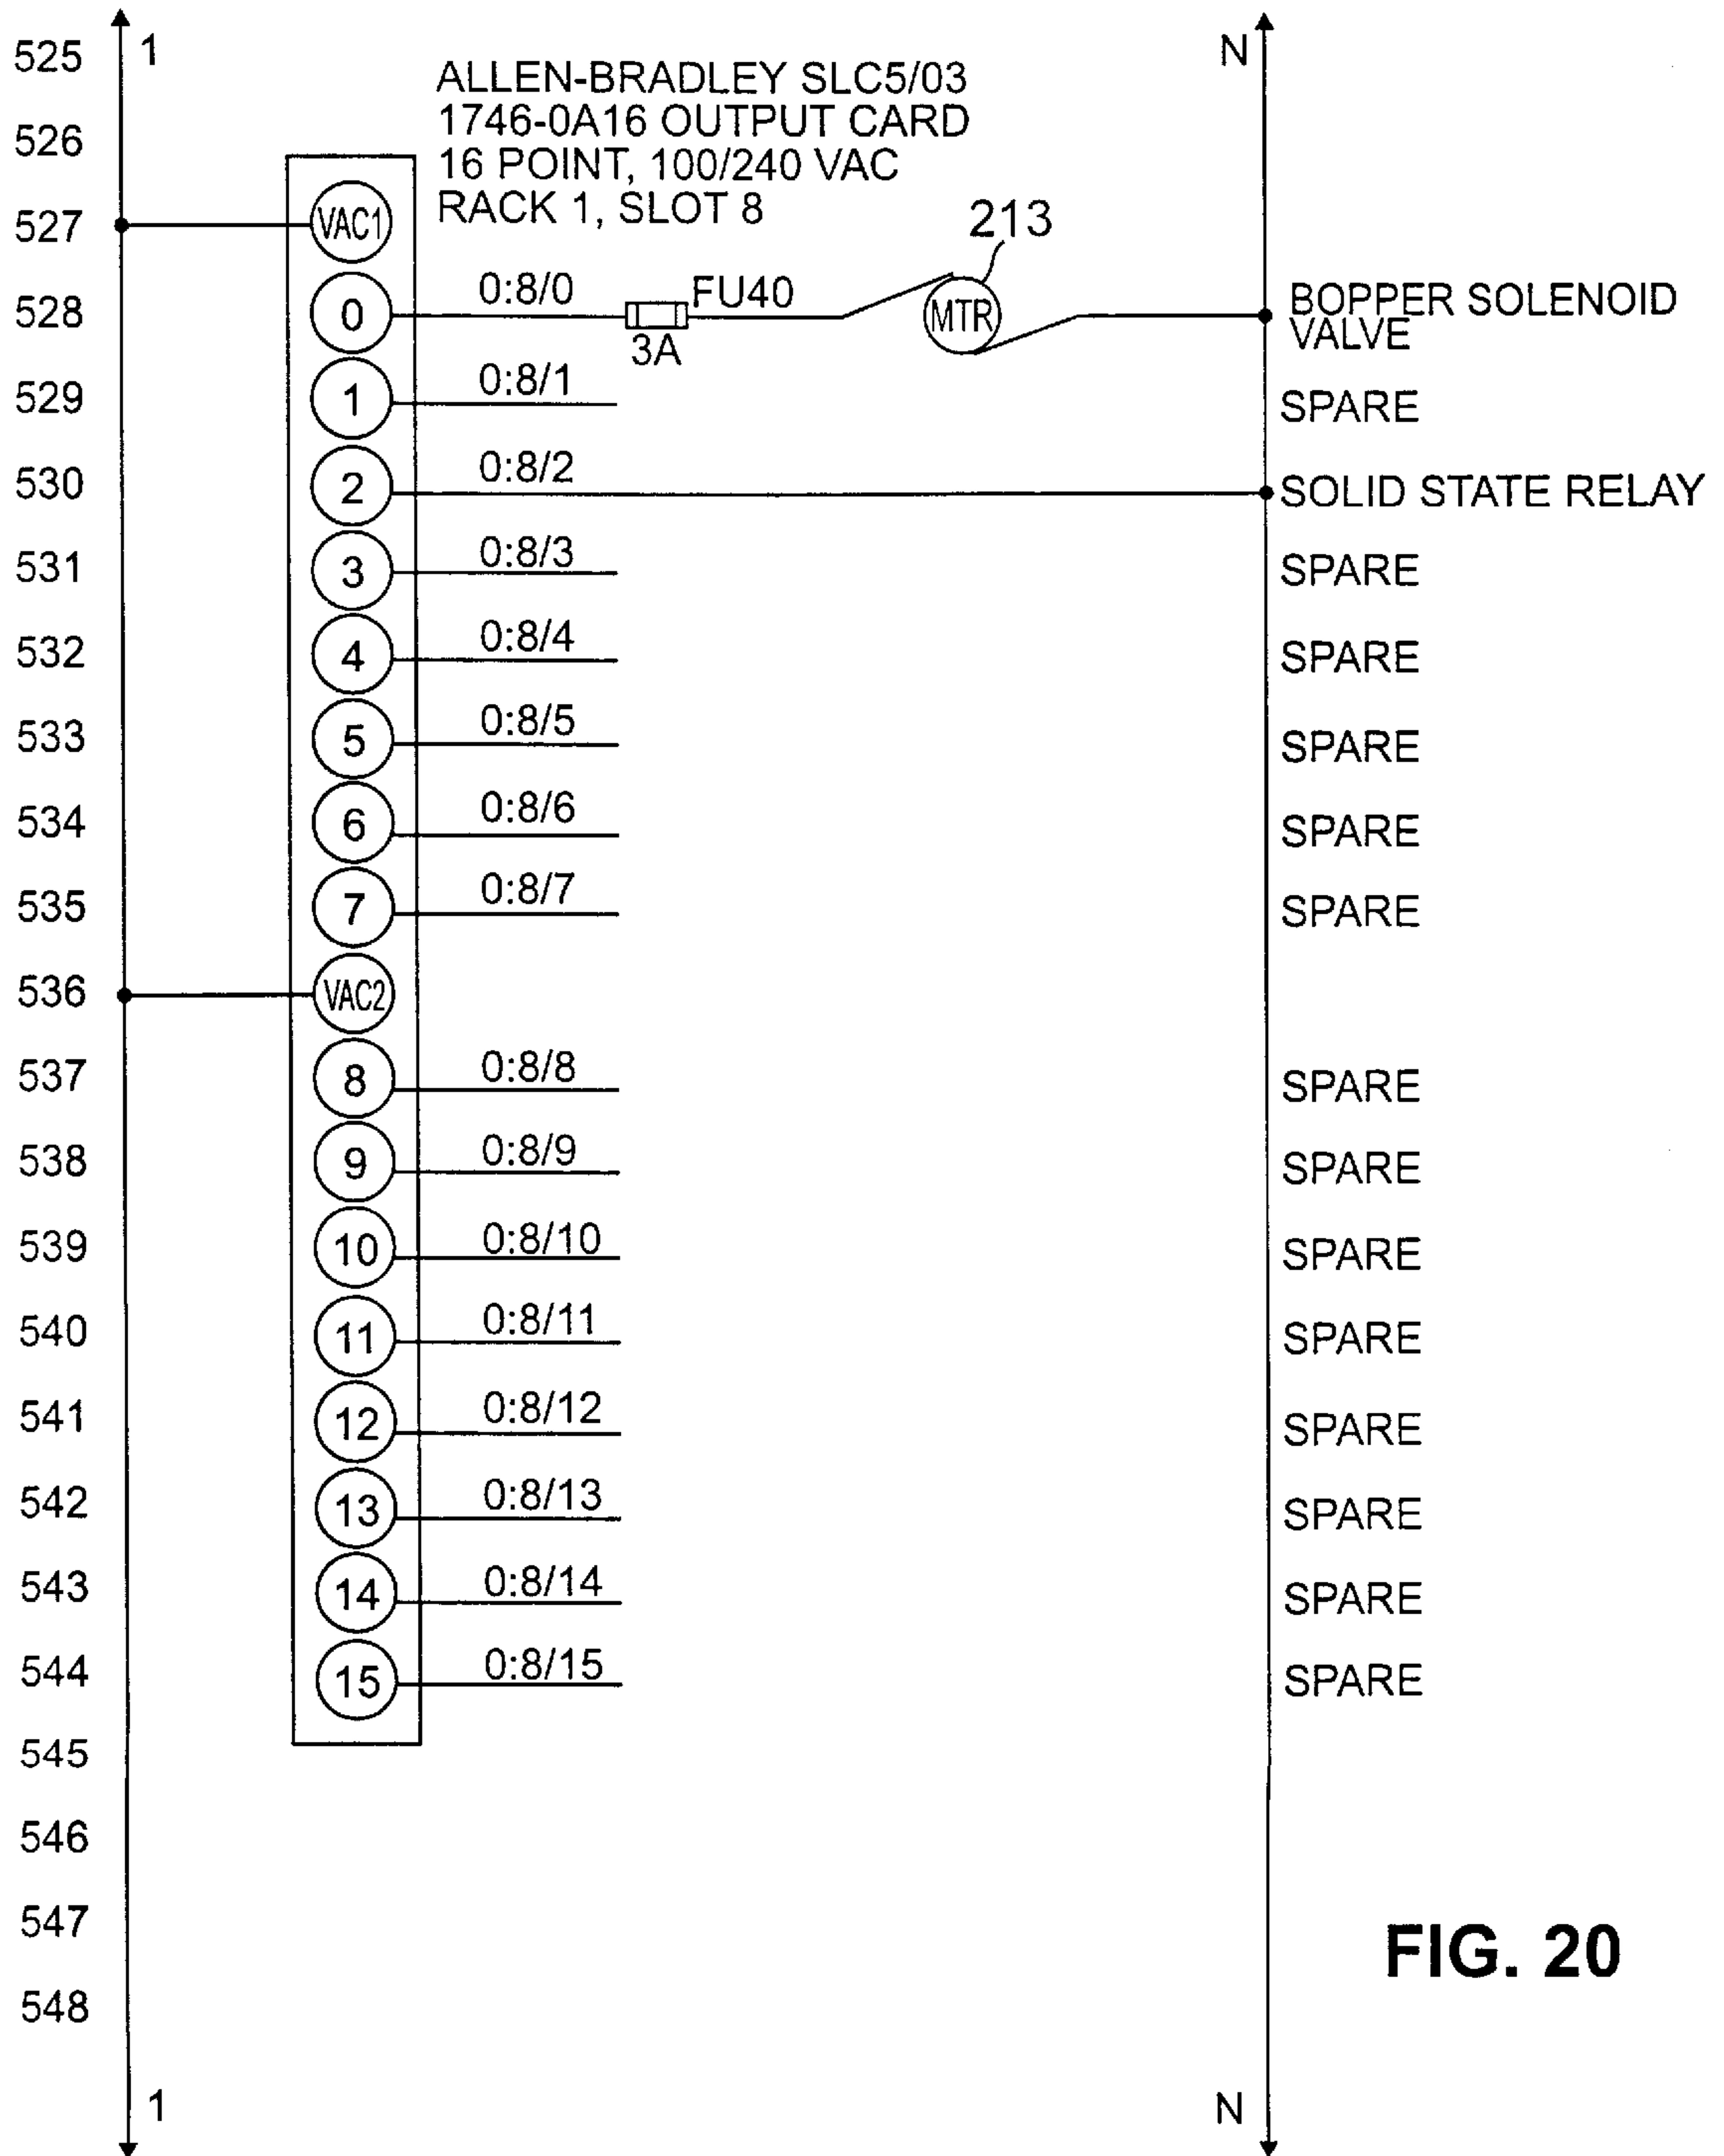 525 1 N
ALLEN-BRADLEY SLC5/03
526 1746-0A16 OUTPUT CARD
16 POINT, 100/240 VAC
527 VAC1 RACK 1, SLOT 8 213
528 0 0:8/0 FU40 3A MTR BOPPER SOLENOID
VALVE
529 1 0:8/1 SPARE
530 2 0:8/2 SOLID STATE RELAY
531 3 0:8/3 SPARE
532 4 0:8/4 SPARE
533 5 0:8/5 SPARE
534 6 0:8/6 SPARE
535 7 0:8/7 SPARE
536 VAC2
537 8 0:8/8 SPARE
538 9 0:8/9 SPARE
539 10 0:8/10 SPARE
540 11 0:8/11 SPARE
541 12 0:8/12 SPARE
542 13 0:8/13 SPARE
543 14 0:8/14 SPARE
544 15 0:8/15 SPARE
545
546
547
FIG. 20
548
1 N